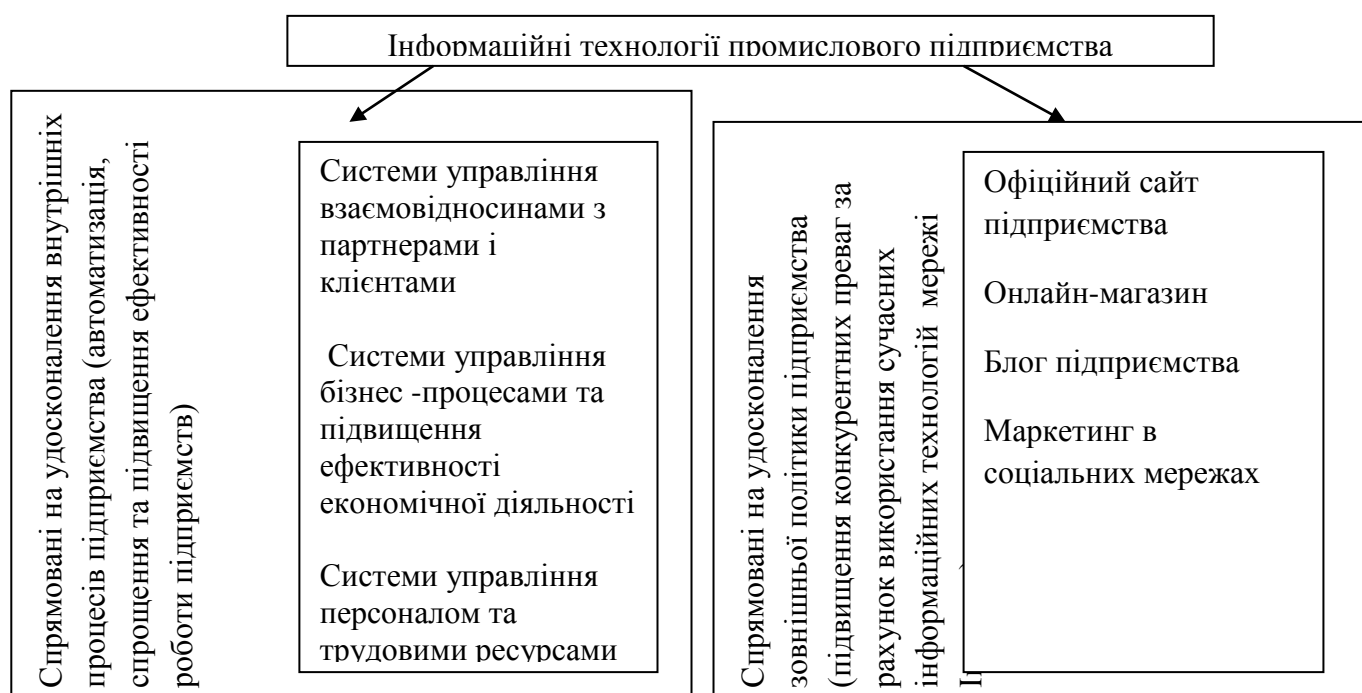 Інформаційні технології промислового підприємства
Спрямовані на удосконалення внутрішніх
процесів підприємства (автоматизація,
спрощення та підвищення ефективності
роботи підприємств)
Системи управління
взаємовідносинами з
партнерами і
клієнтами
Системи управління
бізнес -процесами та
підвищення
ефективності
економічної діяльності
Системи управління
персоналом та
трудовими ресурсами
Спрямовані на удосконалення
зовнішньої політики підприємства
(підвищення конкурентних преваг за
рахунок використання сучасних
інформаційних технологій мережі
Офіційний сайт
підприємства
Онлайн-магазин
Блог підприємства
Маркетинг в
соціальних мережах